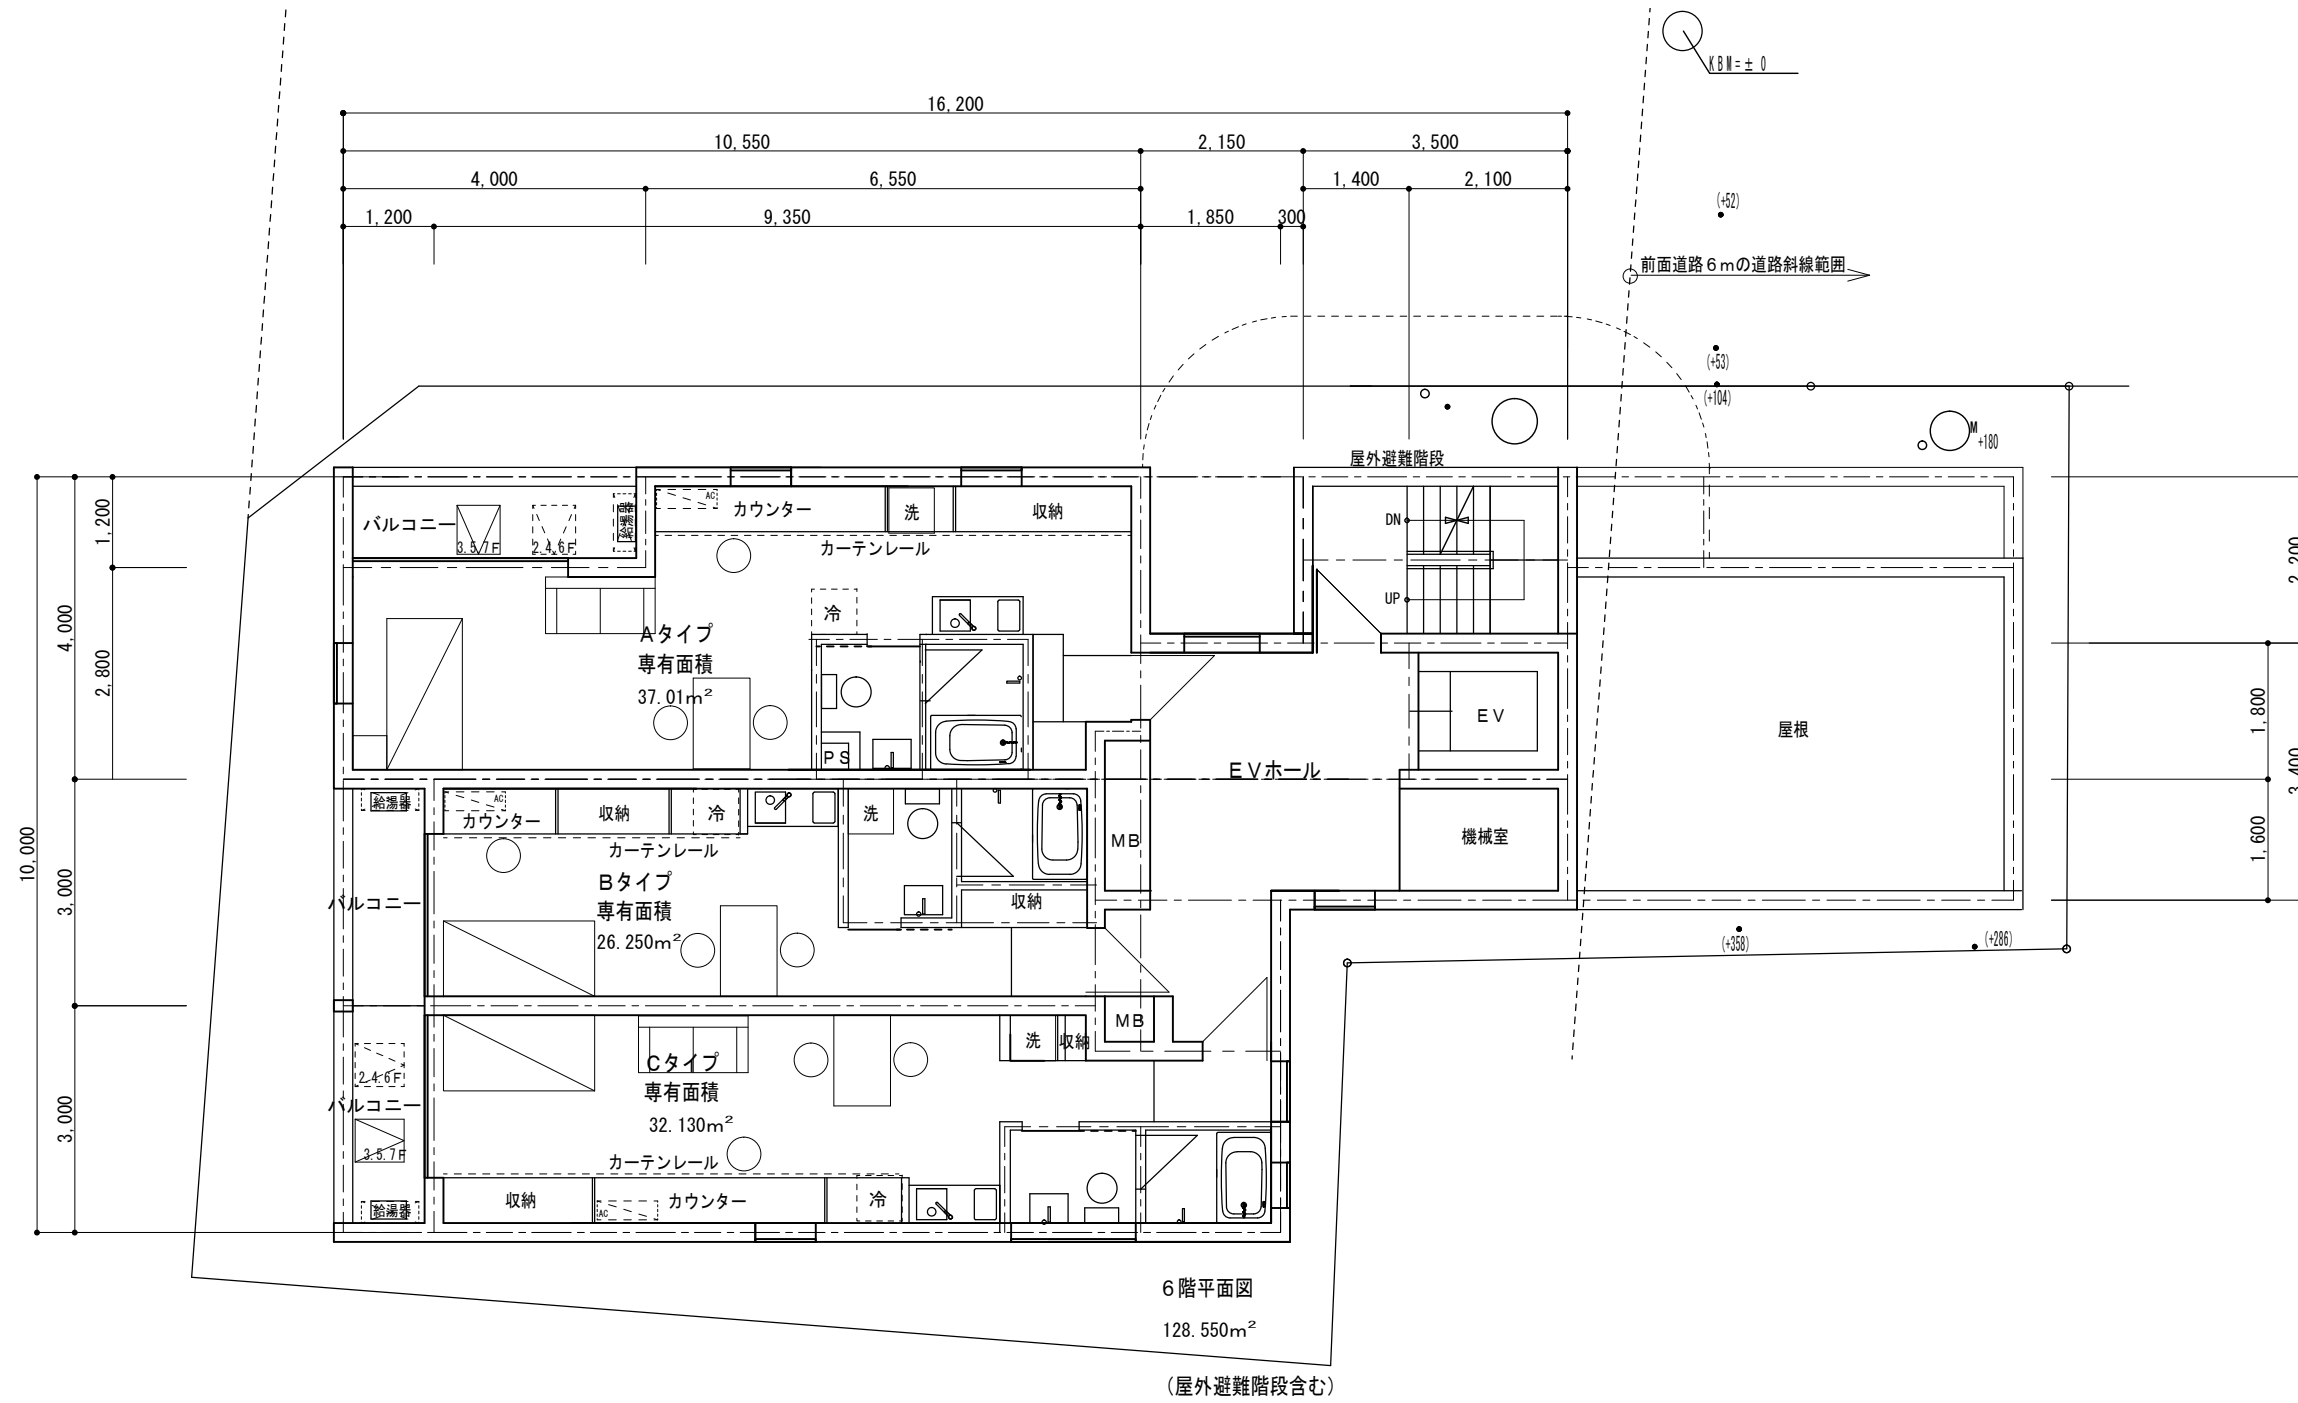 KBM=±0
16,200
10,550
2,150
3,500
4,000
6,550
1,400
2,100
1,200
9,350
1,850
300
(+52)
前面道路6mの道路斜線範囲
(+53)
(+104)
M
+180
屋外避難階段
バルコニー
3.5.7F
2.4.6F
給湯器
AC
カウンター
洗
収納
カーテンレール
DN
UP
冷
Aタイプ
専有面積
37.01m²
PS
EV
EVホール
屋根
機械室
1,200
2,800
4,000
10,000
3,000
3,000
2,200
1,800
3,400
1,600
給湯器
AC
カウンター
収納
冷
洗
カーテンレール
MB
Bタイプ
専有面積
26.250m²
収納
バルコニー
(+358)
(+286)
MB
洗
収納
Cタイプ
専有面積
32.130m²
2.4.6F
バルコニー
3.5.7F
カーテンレール
給湯器
収納
AC
カウンター
冷
6階平面図
128.550m²
(屋外避難階段含む)